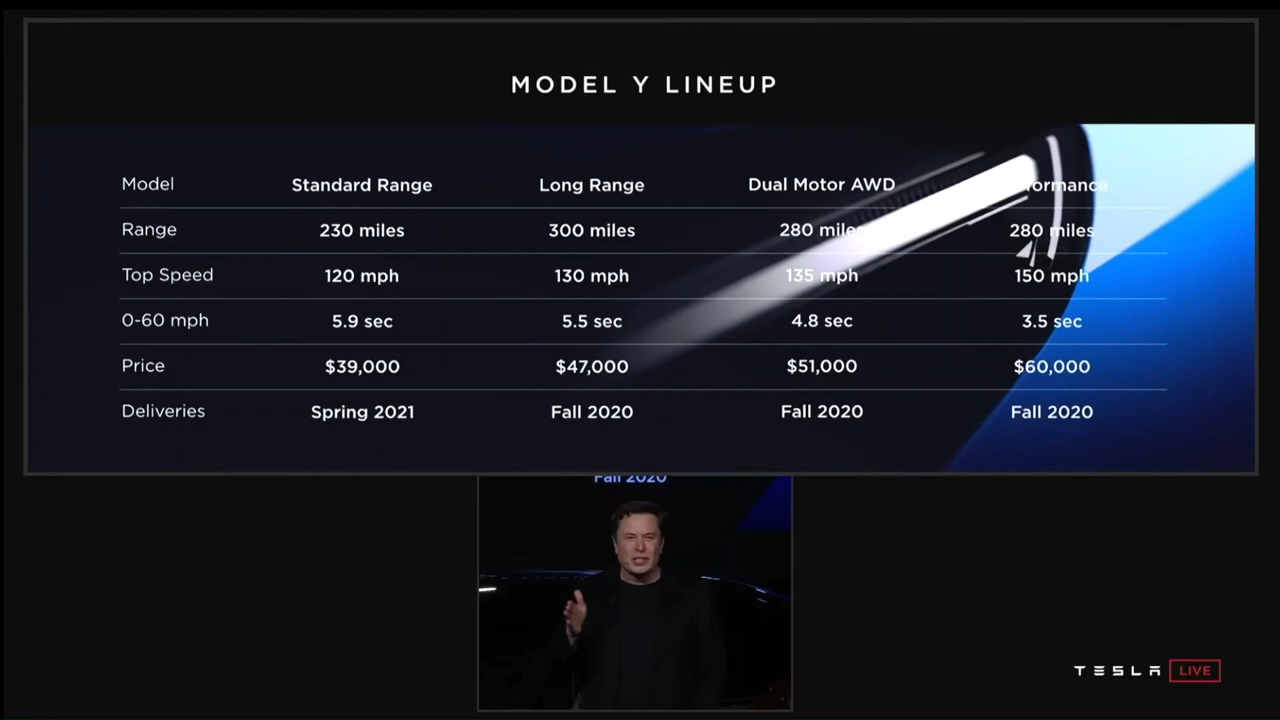 MODEL Y LINEUP
Model Standard Range Long Range Dual Motor AWD
Range 230 miles 300 miles 280 miles 280 miles
Top Speed 120 mph 130 mph 135 mph 150 mph
0-60 mph 5.9 sec 5.5 sec 4.8 sec 3.5 sec
Price $39,000 $47,000 $51,000 $60,000
Deliveries Spring 2021 Fall 2020 Fall 2020 Fall 2020
Fall 2020
TESLA LIVE